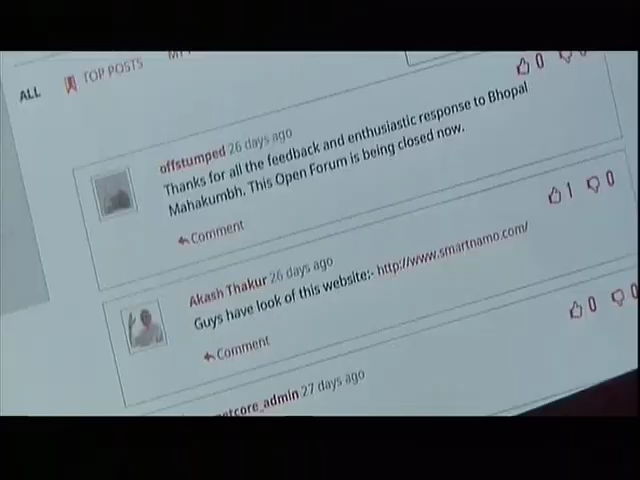 ALL
TOP POSTS
0
offstumped 26 days ago
Thanks for all the feedback and enthusiastic response to Bhopal
Mahakumbh. This Open Forum is being closed now.
Comment
1 0
Akash Thakur 26 days ago
Guys have look of this website:- http://www.smartnamo.com/
Comment
0 0
etcore_admin 27 days ago